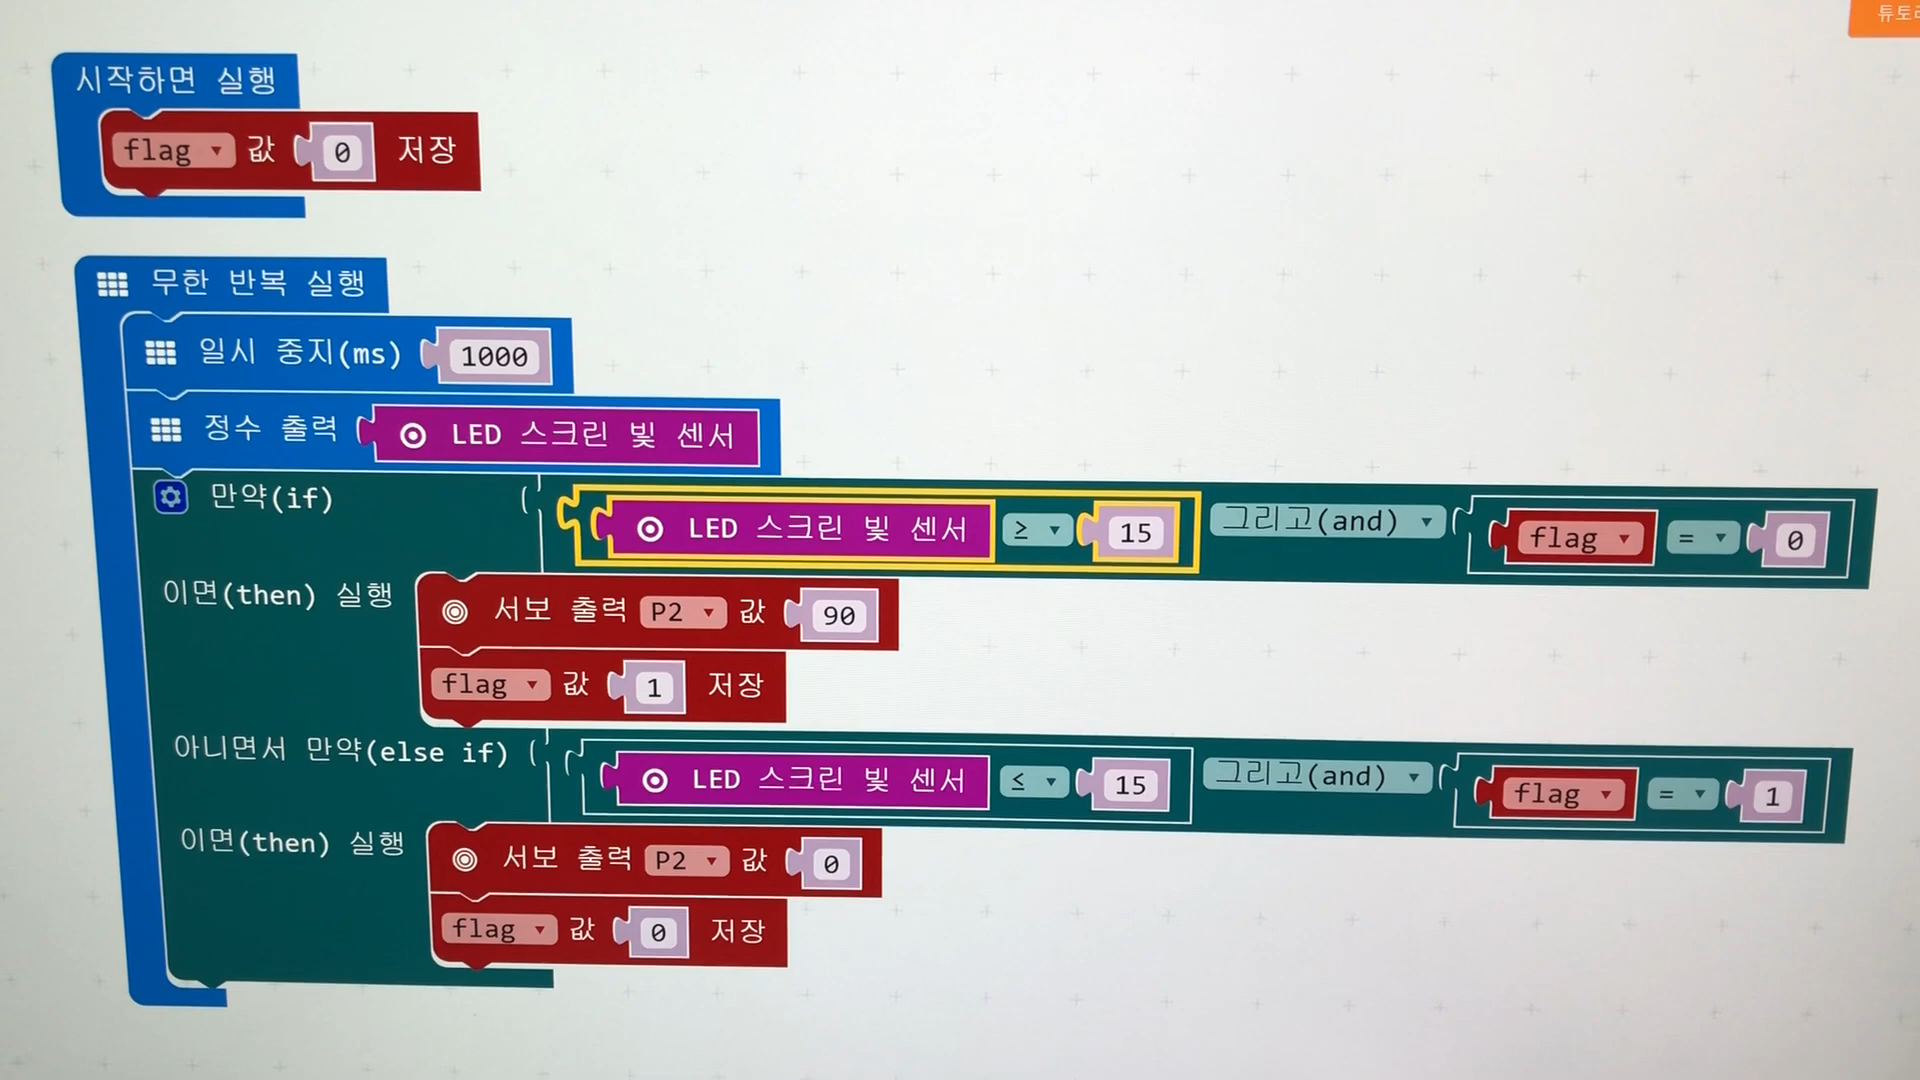 튜토
시작하면 실행
flag 값 0 저장
무한 반복 실행
일시 중지(ms) 1000
정수 출력 LED 스크린 빛 센서
만약(if) ( LED 스크린 빛 센서 ≥ 15 그리고(and) flag = 0
이면(then) 실행 서보 출력 P2 값 90
flag 값 1 저장
아니면서 만약(else if) ( LED 스크린 빛 센서 ≤ 15 그리고(and) flag = 1
이면(then) 실행 서보 출력 P2 값 0
flag 값 0 저장